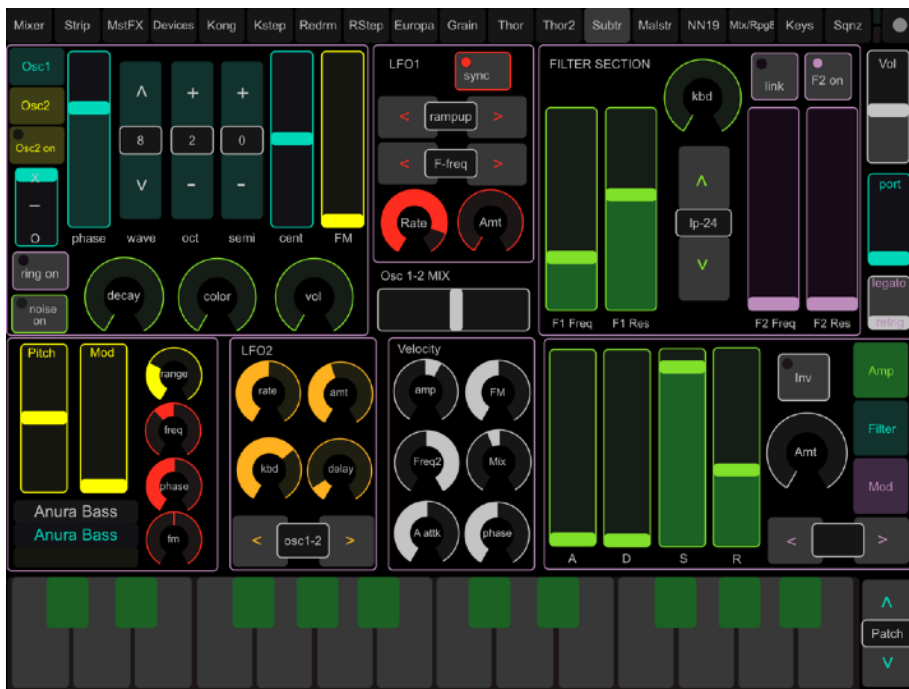 Mixer Strip MstFX Devices Kong Kstep Redrm RStep Europa Grain Thor Thor2 Subtr Malstr NN19 Mtx/Rpg8 Keys Sqnz
Osc1
Osc2
Osc2 on
X
O
ʌ + +
8 2 0
v - -
phase wave oct semi cent FM
ring on
noise on
decay color vol
LFO1
sync
< rampup >
< F-freq >
Rate Amt
Osc 1-2 MIX
FILTER SECTION
kbd
link
F2 on
ʌ
lp-24
v
F1 Freq F1 Res F2 Freq F2 Res
Vol
port
legato
retrig
Pitch Mod
range
freq
phase
fm
Anura Bass
Anura Bass
LFO2
rate amt
kbd delay
< osc1-2 >
Velocity
amp FM
Freq2 Mix
A attk phase
A D S R
Inv
Amt
< >
Amp
Filter
Mod
ʌ
Patch
v